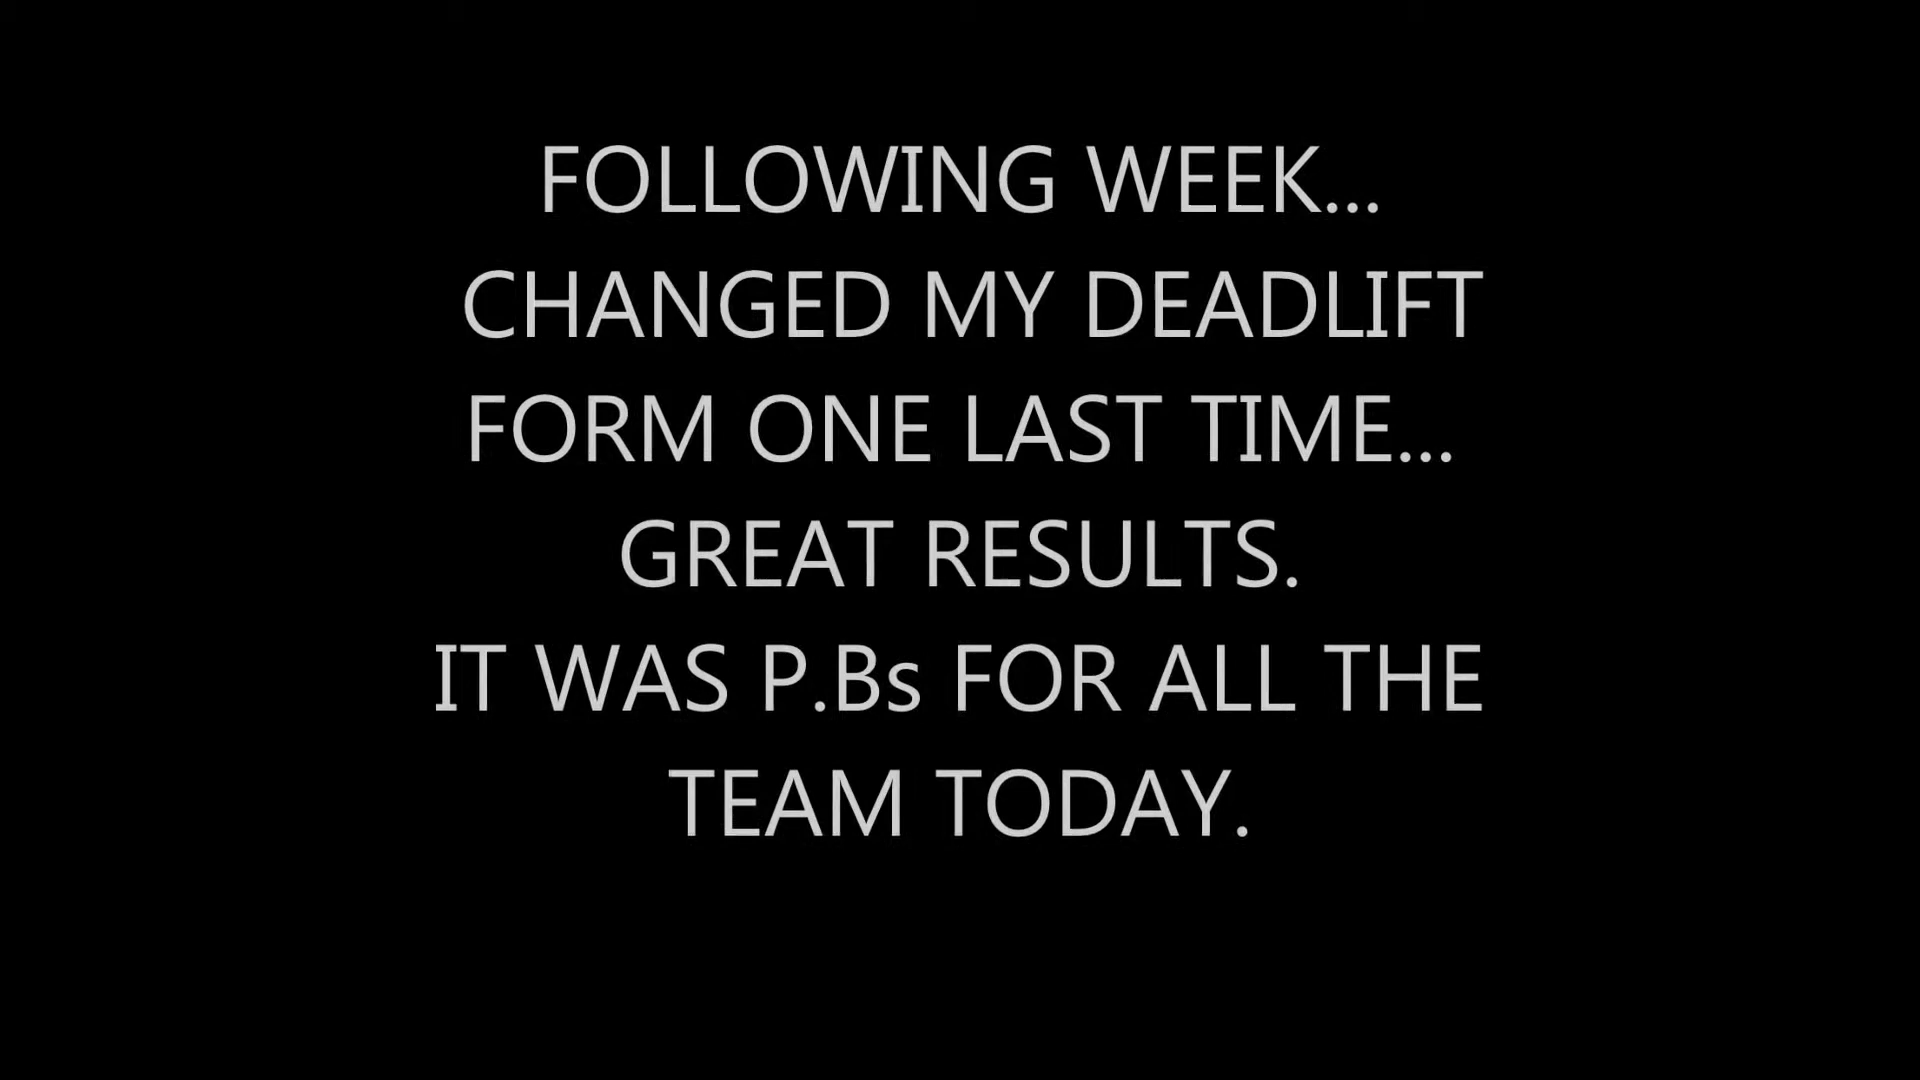 FOLLOWING WEEK...
CHANGED MY DEADLIFT
FORM ONE LAST TIME...
GREAT RESULTS.
IT WAS P.Bs FOR ALL THE
TEAM TODAY.